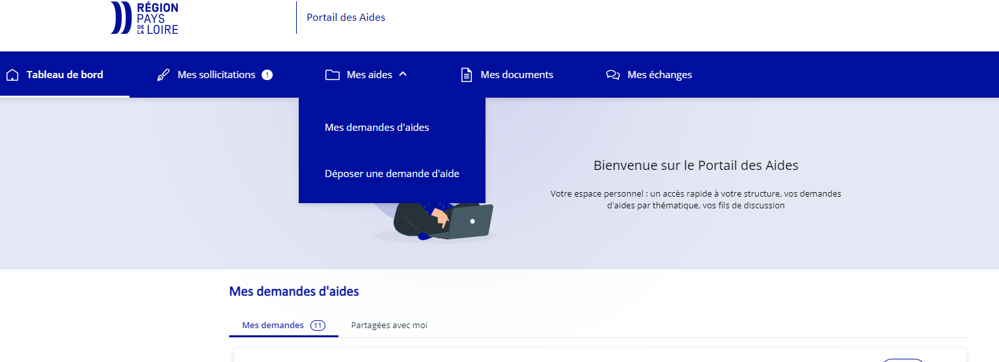 RÉGION
PAYS
DE LA LOIRE
Portail des Aides
Tableau de bord
Mes sollicitations 1
Mes aides
Mes documents
Mes échanges
Mes demandes d'aides
Déposer une demande d'aide
Bienvenue sur le Portail des Aides
Votre espace personnel : un accès rapide à votre structure, vos demandes
d'aides par thématique, vos fils de discussion
Mes demandes d'aides
Mes demandes 11
Partagées avec moi